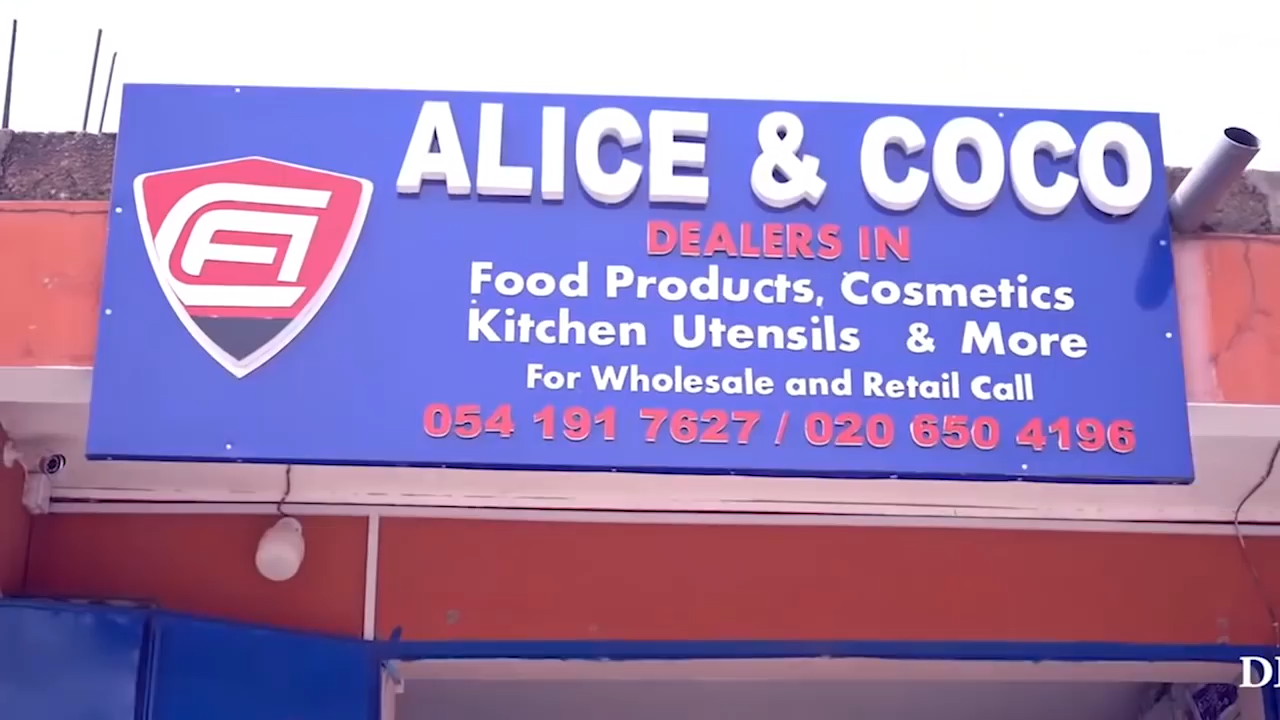 ALICE & COCO
DEALERS IN
Food Products, Cosmetics
Kitchen Utensils & More
For Wholesale and Retail Call
054 191 7627 / 020 650 4196